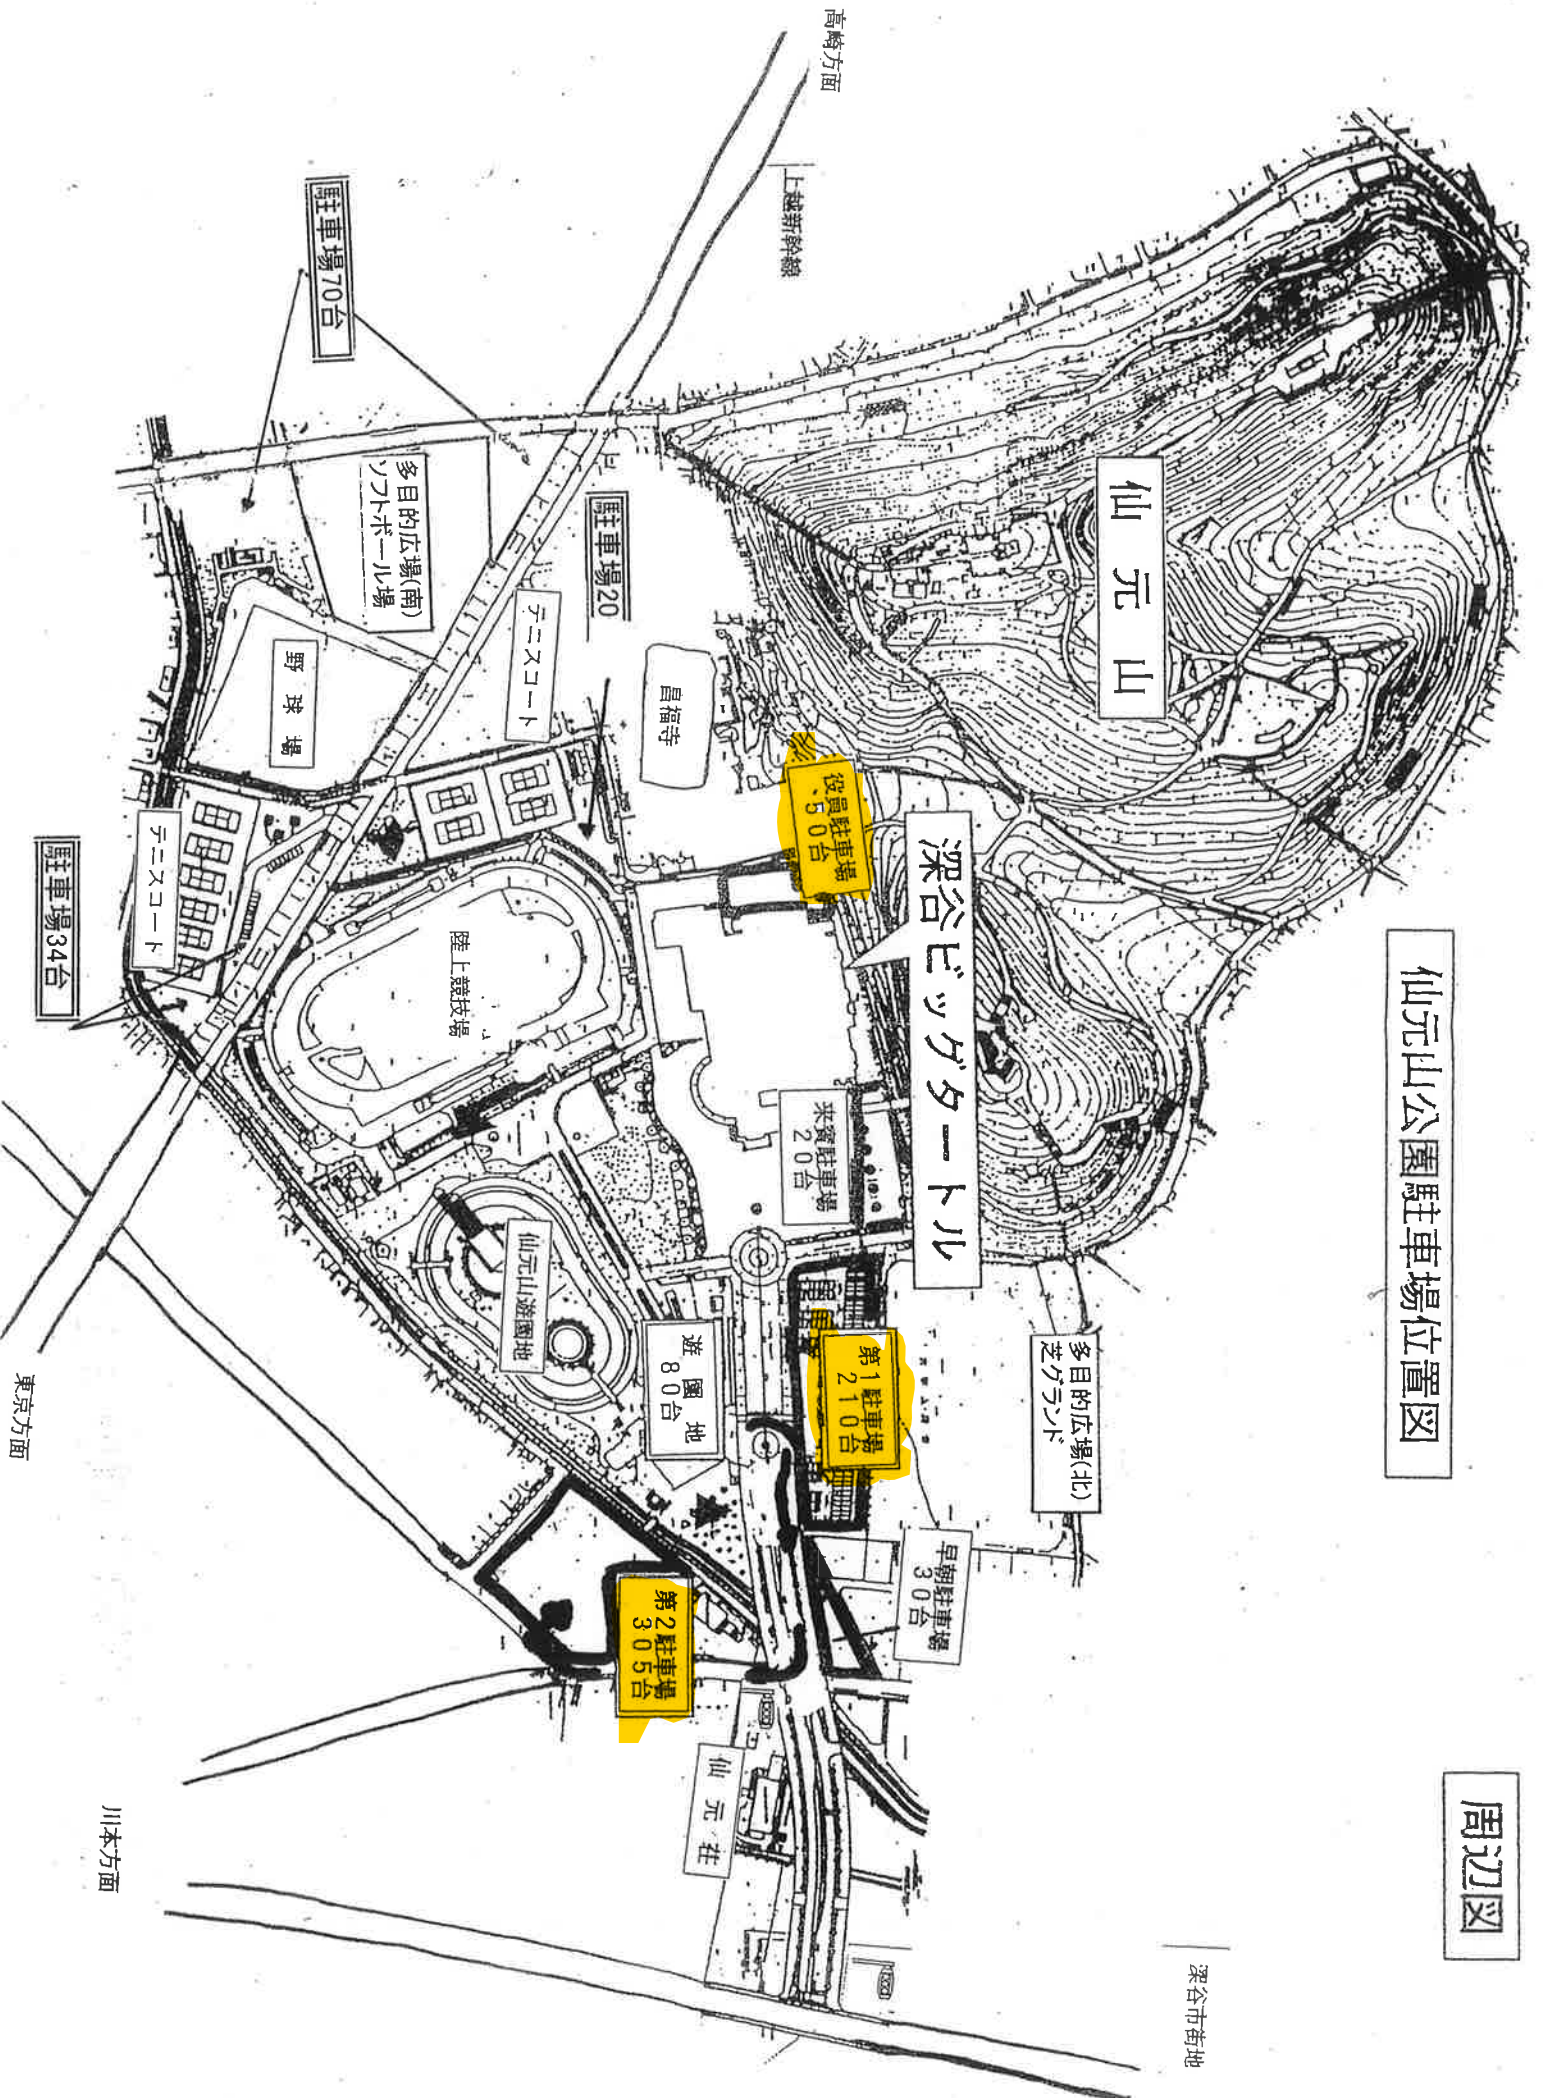 仙元山公園駐車場位置図
周辺図
深谷市街地
高崎方面
上越新幹線
仙元山
深谷ビッグタートル
多目的広場(北)
芝グランド
役員駐車場
50台
来賓駐車場
20台
第1駐車場
210台
早朝駐車場
30台
駐車場70台
駐車場20
昌福寺
遊園地
80台
第2駐車場
305台
仙元荘
多目的広場(南)
ソフトボール場
テニスコート
野球場
陸上競技場
仙元山遊園地
テニスコート
駐車場34台
東京方面
川本方面